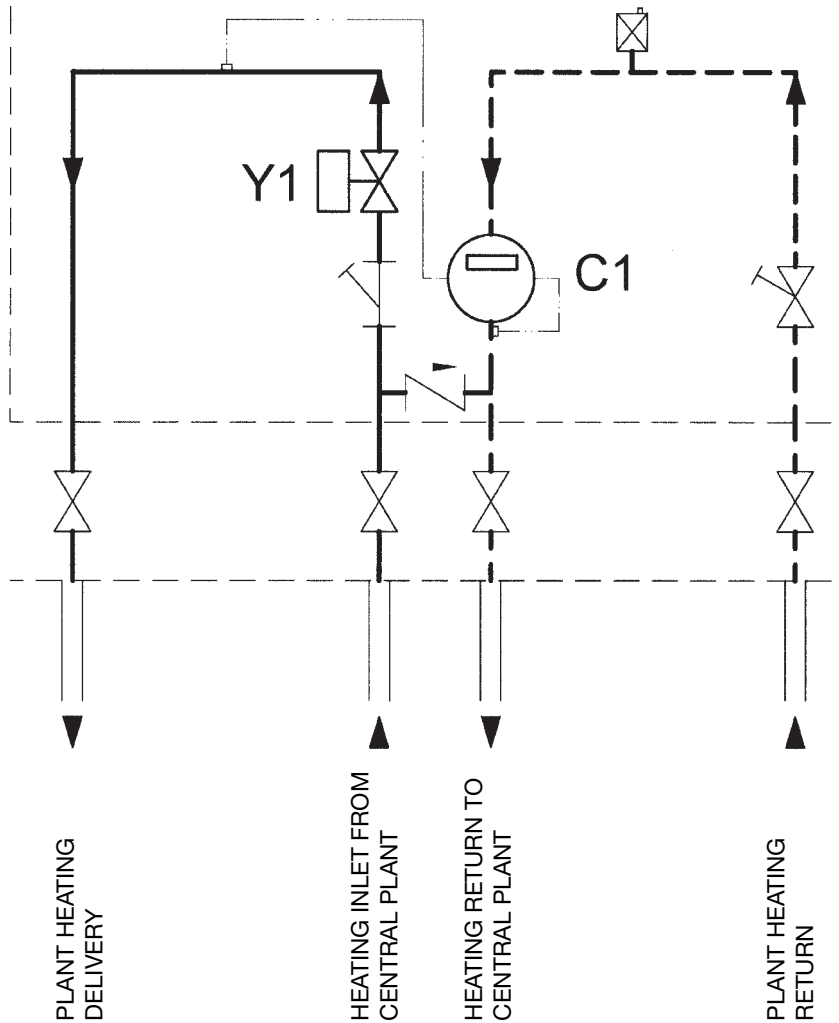 Y1
C1
PLANT HEATING
DELIVERY
HEATING INLET FROM
CENTRAL PLANT
HEATING RETURN TO
CENTRAL PLANT
PLANT HEATING
RETURN